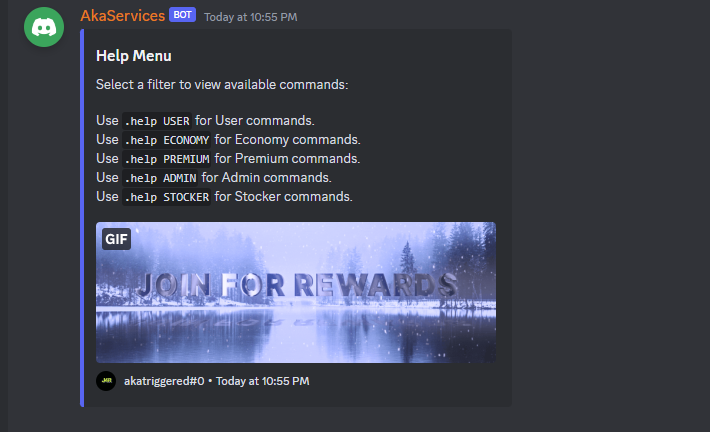 AkaServices BOT Today at 10:55 PM
Help Menu
Select a filter to view available commands:
Use .help USER for User commands.
Use .help ECONOMY for Economy commands.
Use .help PREMIUM for Premium commands.
Use .help ADMIN for Admin commands.
Use .help STOCKER for Stocker commands.
GIF
JOIN FOR REWARDS
akatriggered#0 • Today at 10:55 PM